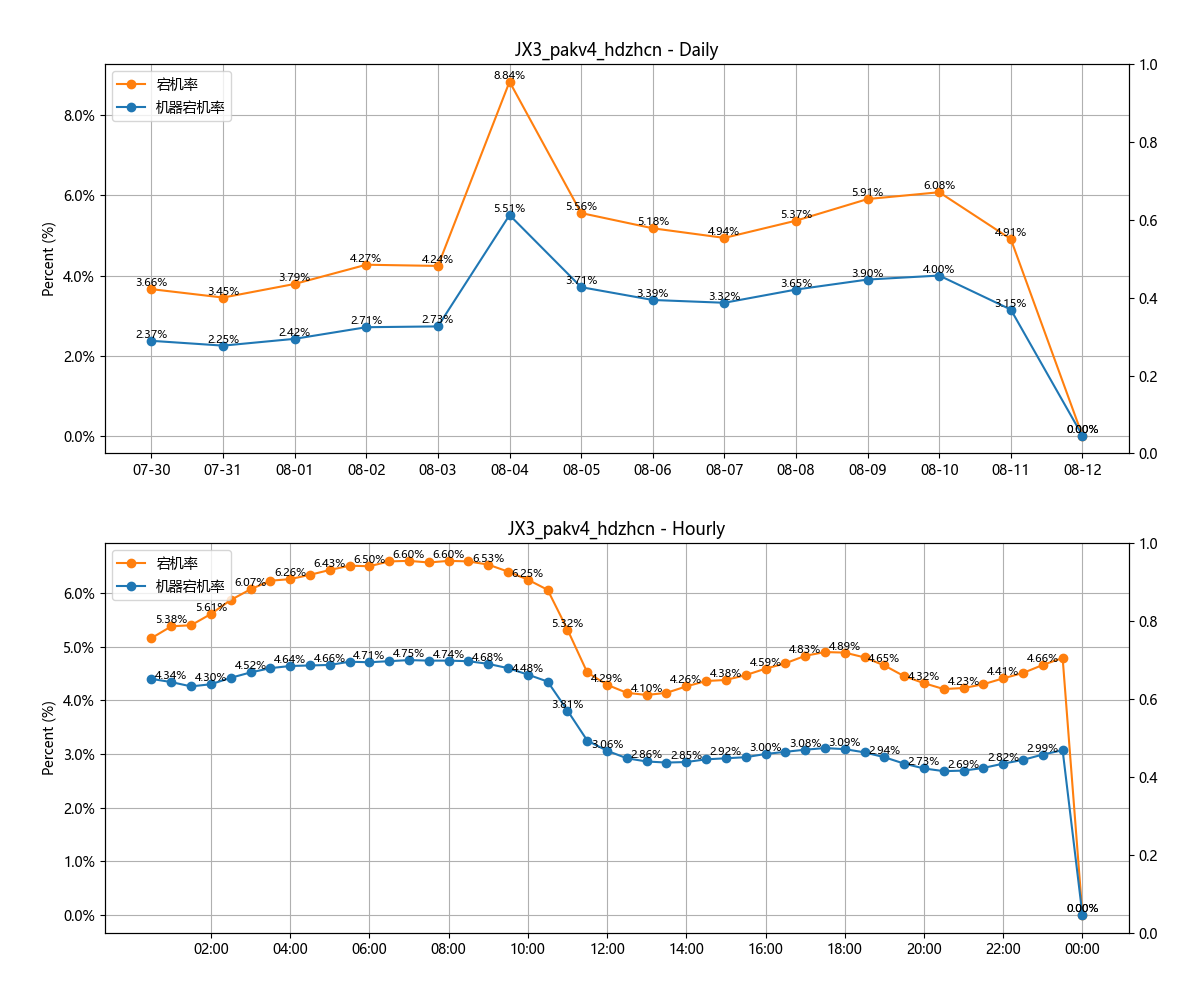 JX3_pakv4_hdzhcn - Daily
宕机率
机器宕机率
Percent (%)
8.0%
6.0%
4.0%
2.0%
0.0%
1.0
0.8
0.6
0.4
0.2
0.0
3.66% 3.45% 3.79% 4.27% 4.24% 8.84% 5.56% 5.18% 4.94% 5.37% 5.91% 6.08% 4.91% 0.00%
2.37% 2.25% 2.42% 2.71% 2.73% 5.51% 3.71% 3.39% 3.32% 3.65% 3.90% 4.00% 3.15% 0.00%
07-30 07-31 08-01 08-02 08-03 08-04 08-05 08-06 08-07 08-08 08-09 08-10 08-11 08-12
JX3_pakv4_hdzhcn - Hourly
宕机率
机器宕机率
Percent (%)
6.0%
5.0%
4.0%
3.0%
2.0%
1.0%
0.0%
1.0
0.8
0.6
0.4
0.2
0.0
5.38% 5.61% 6.07% 6.26% 6.43% 6.50% 6.60% 6.60% 6.53% 6.25% 5.32% 4.29% 4.10% 4.26% 4.38% 4.59% 4.83% 4.89% 4.65% 4.32% 4.23% 4.41% 4.66% 0.00%
4.34% 4.30% 4.52% 4.64% 4.66% 4.71% 4.75% 4.74% 4.68% 4.48% 3.81% 3.06% 2.86% 2.85% 2.92% 3.00% 3.08% 3.09% 2.94% 2.73% 2.69% 2.82% 2.99% 0.00%
02:00 04:00 06:00 08:00 10:00 12:00 14:00 16:00 18:00 20:00 22:00 00:00